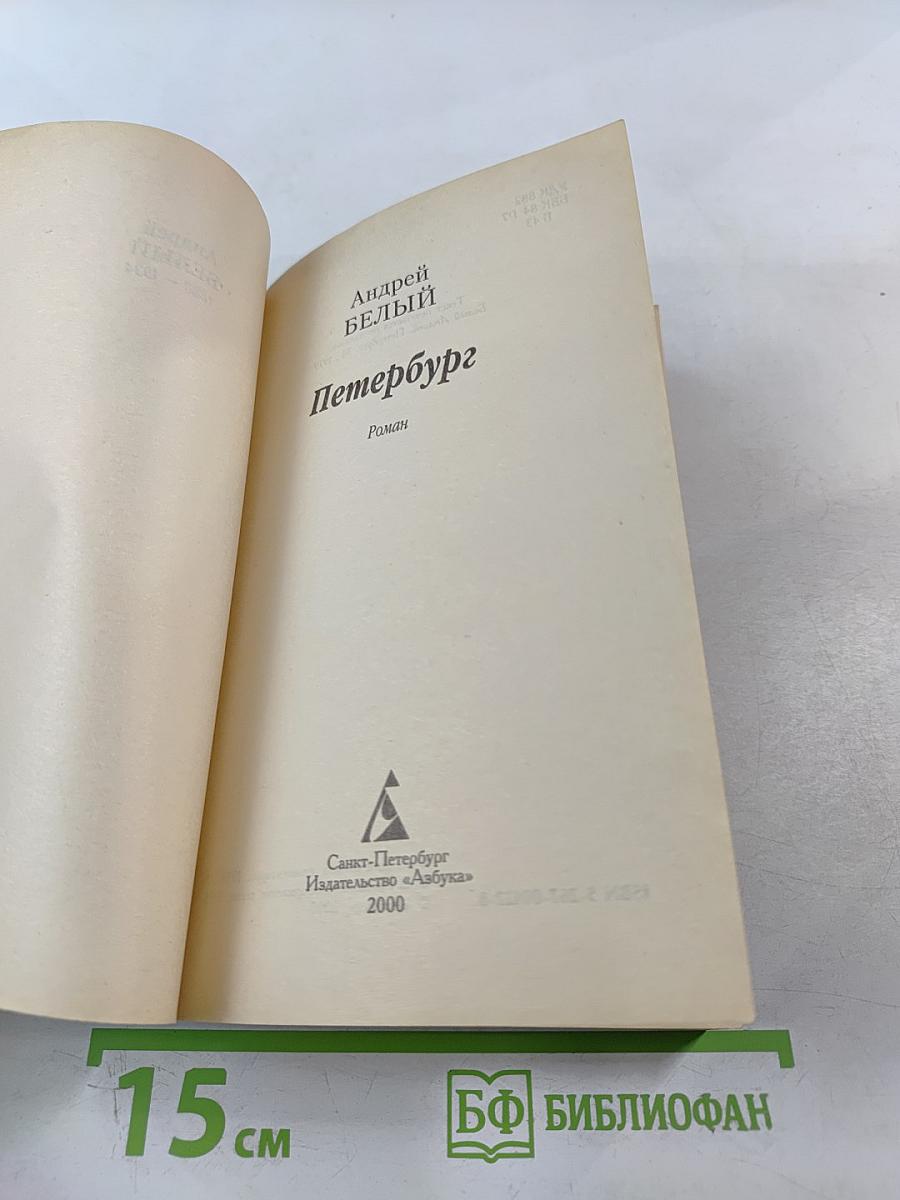 Андрей
БЕЛЫЙ
Петербург
Роман
Санкт-Петербург
Издательство «Азбука»
2000
15 см
БФ БИБЛИОФАН